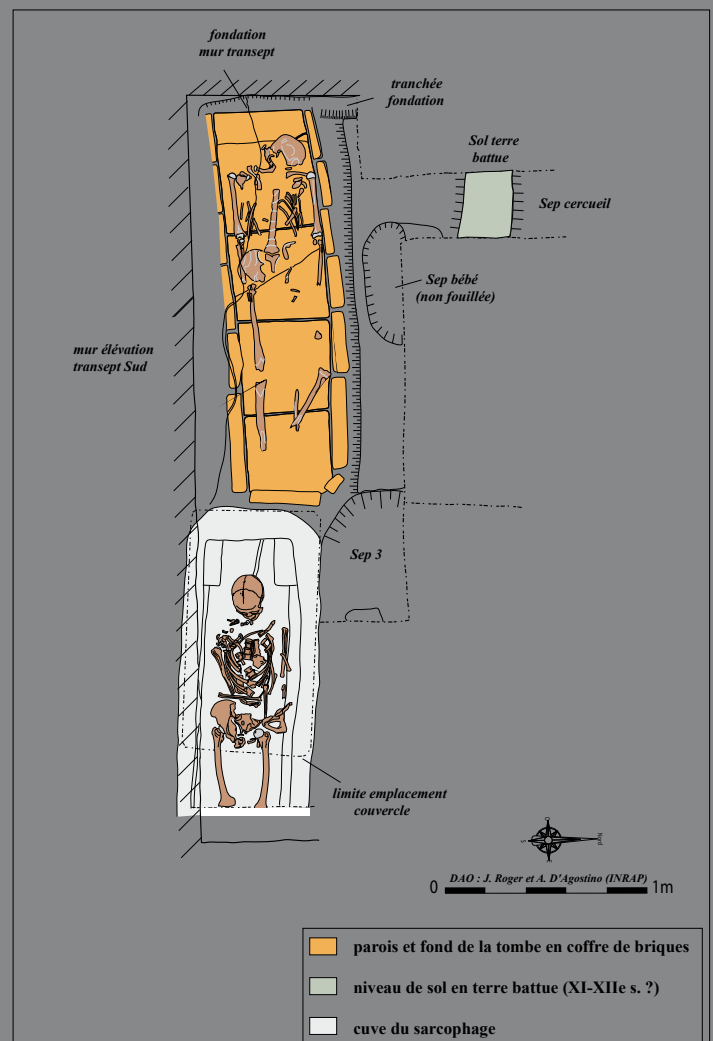 fondation
mur transept
tranchée
fondation
Sol terre
battue
Sep cercueil
Sep bébé
(non fouillée)
mur élévation
transept Sud
Sep 3
limite emplacement
couvercle
DAO : J. Roger et A. D'Agostino (INRAP)
0 1m
parois et fond de la tombe en coffre de briques
niveau de sol en terre battue (XI-XIIe s. ?)
cuve du sarcophage